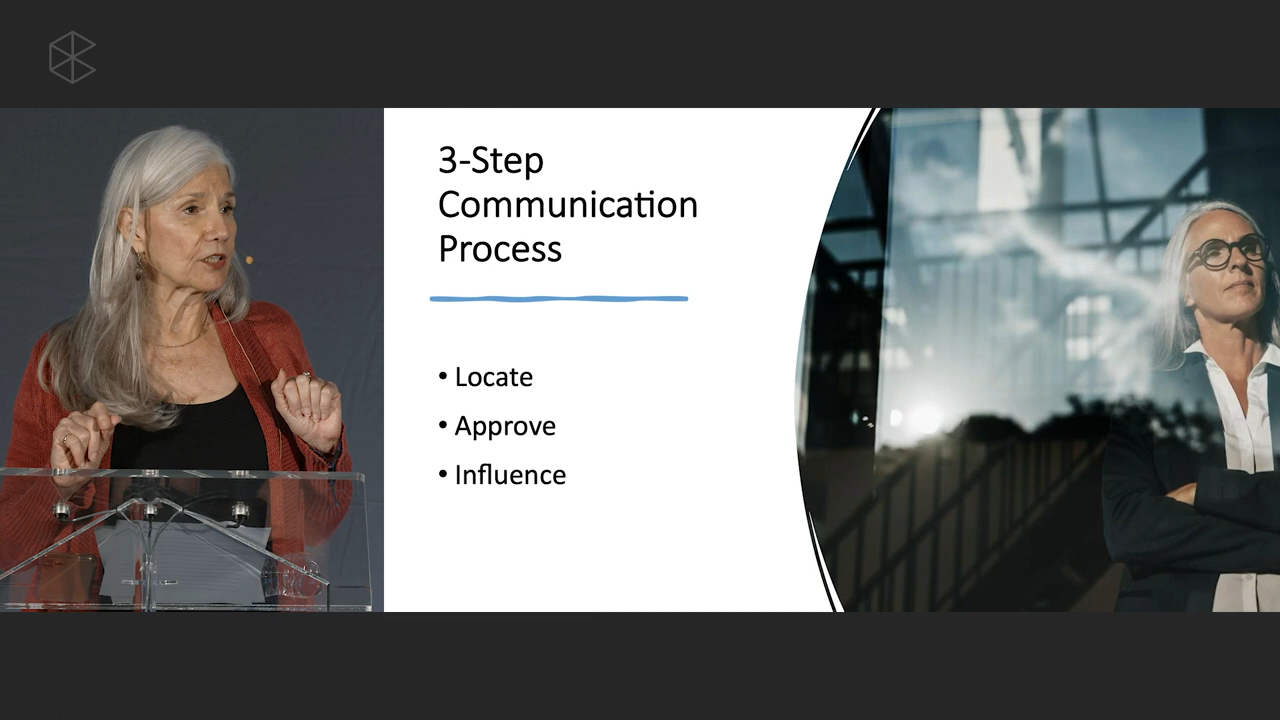 3-Step
Communication
Process
• Locate
• Approve
• Influence